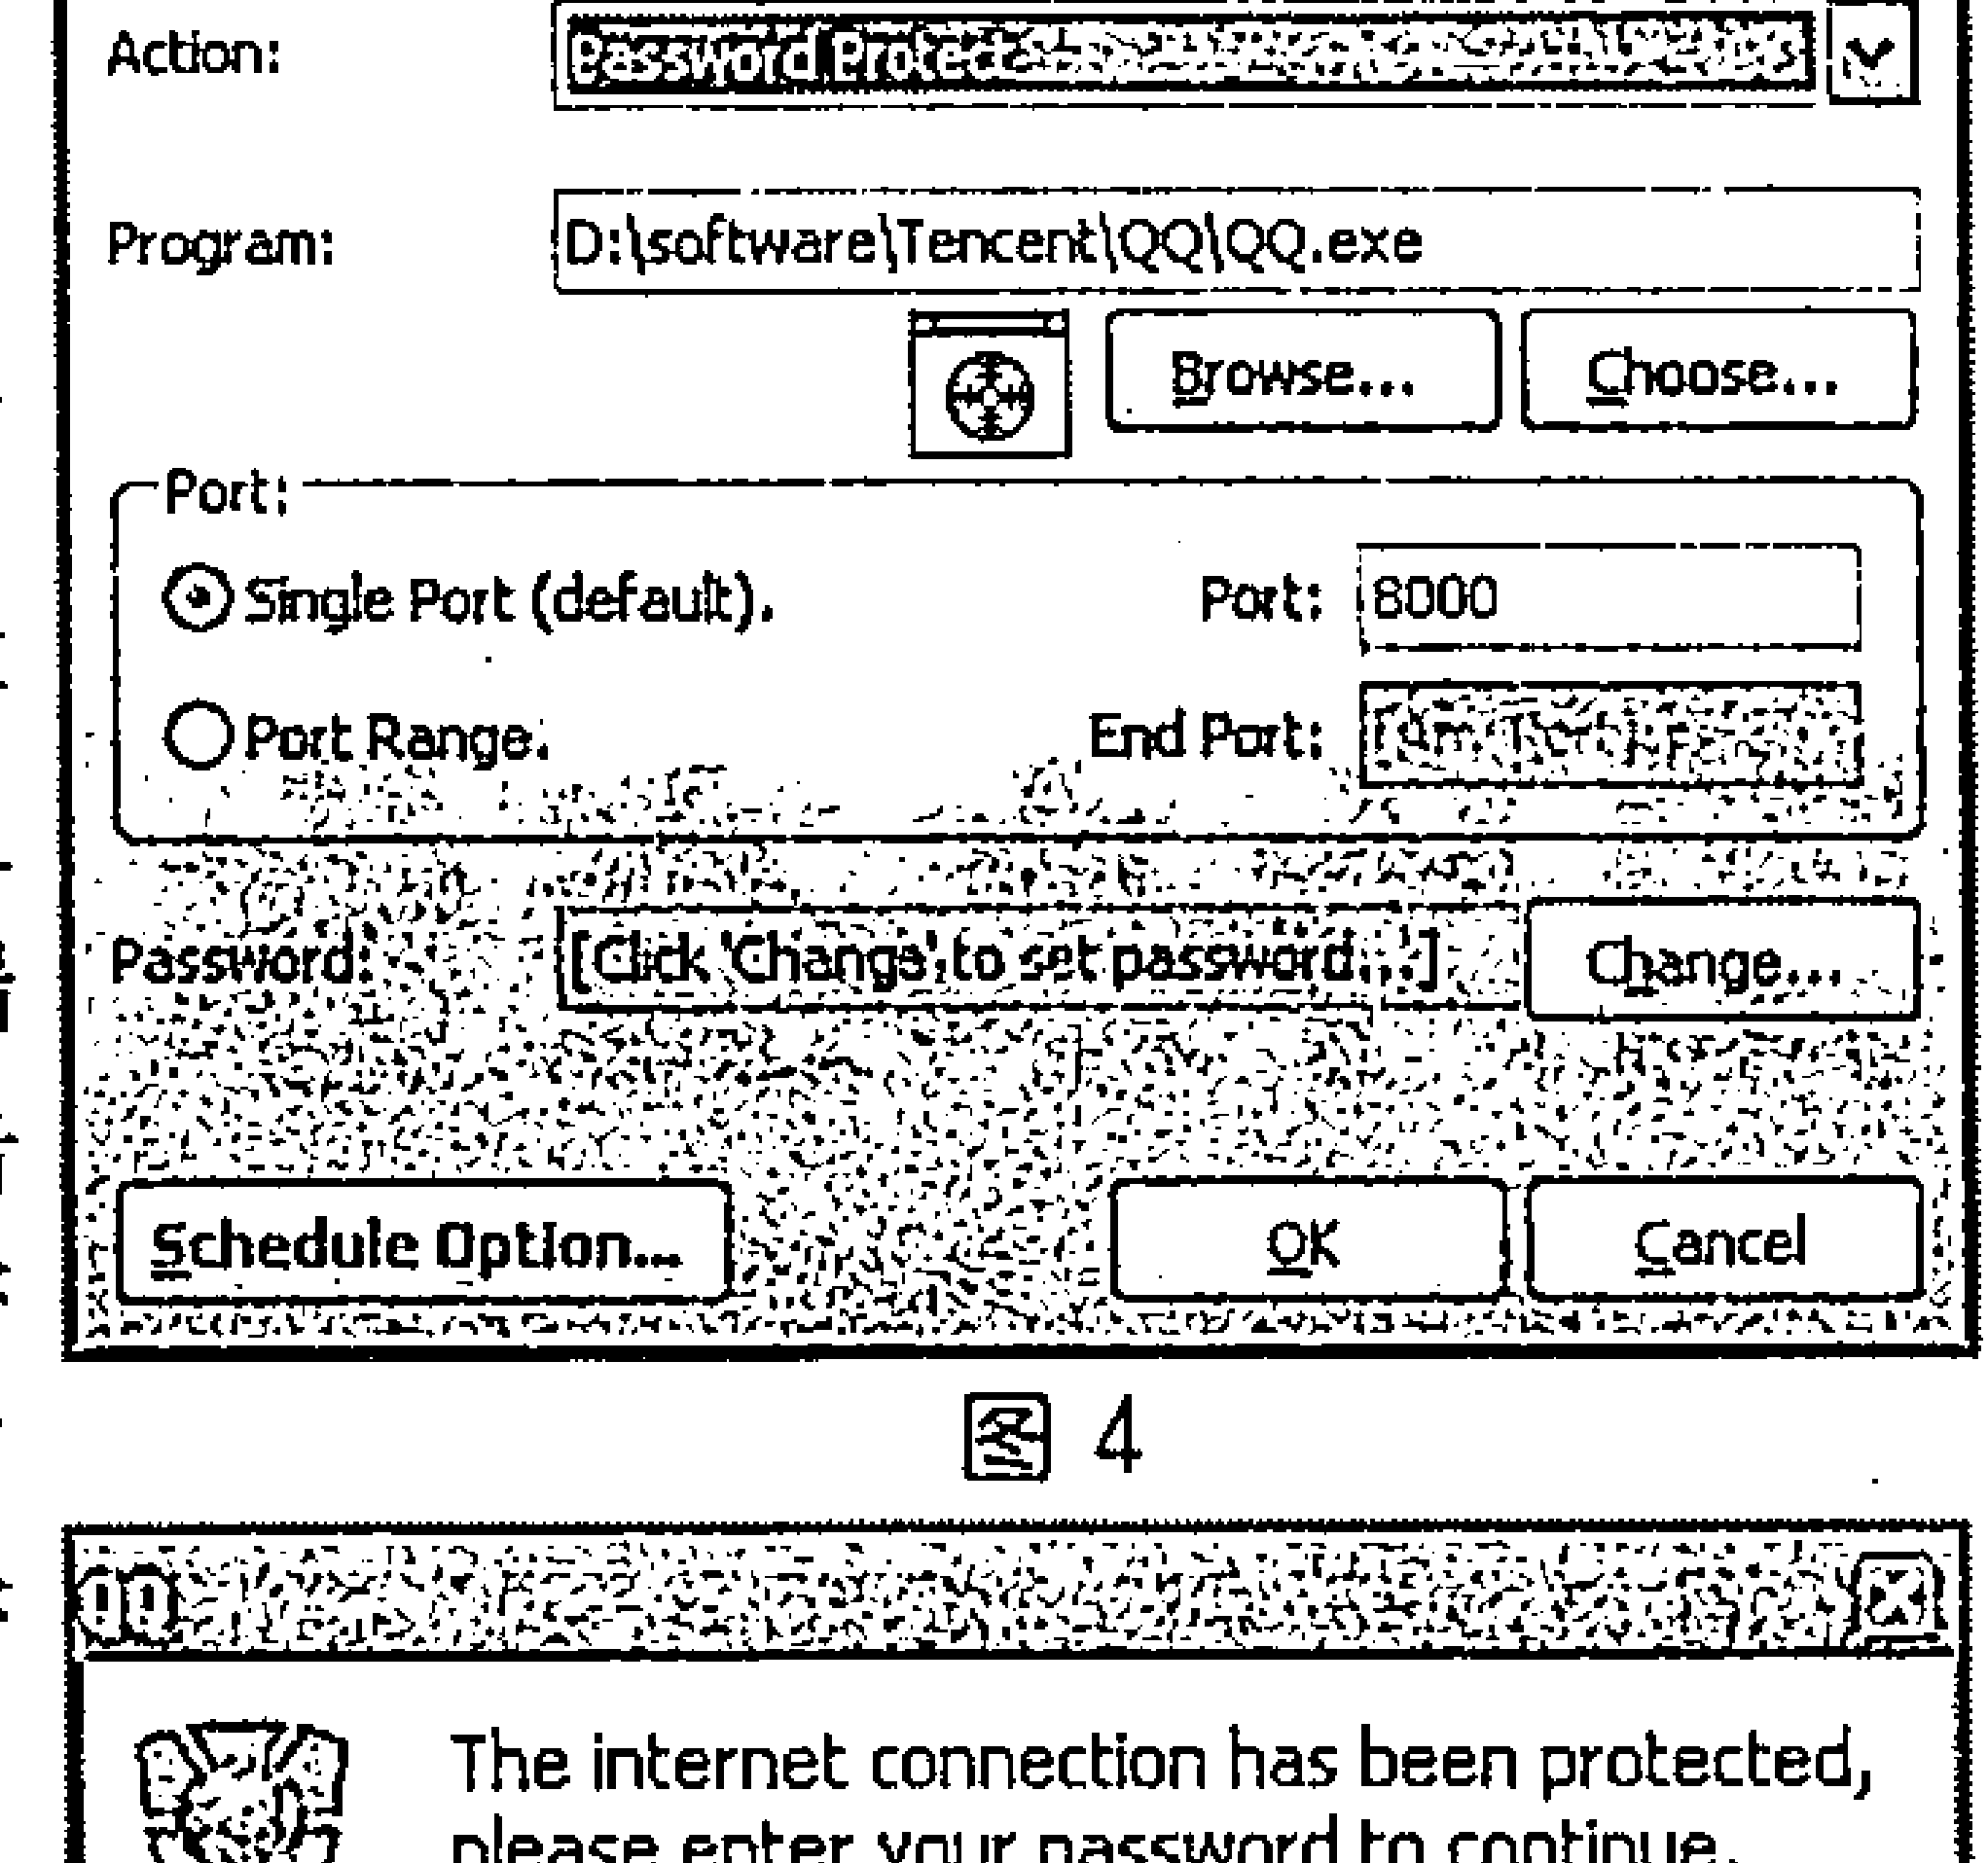 Action: Password Protect
Program: D:\software\Tencent\QQ\QQ.exe
Browse... Choose...
Port:
Single Port (default). Port: 8000
Port Range. End Port:
Password: [Click 'Change' to set password...] Change...
Schedule Option... OK Cancel
图 4
The internet connection has been protected,
please enter your password to continue.